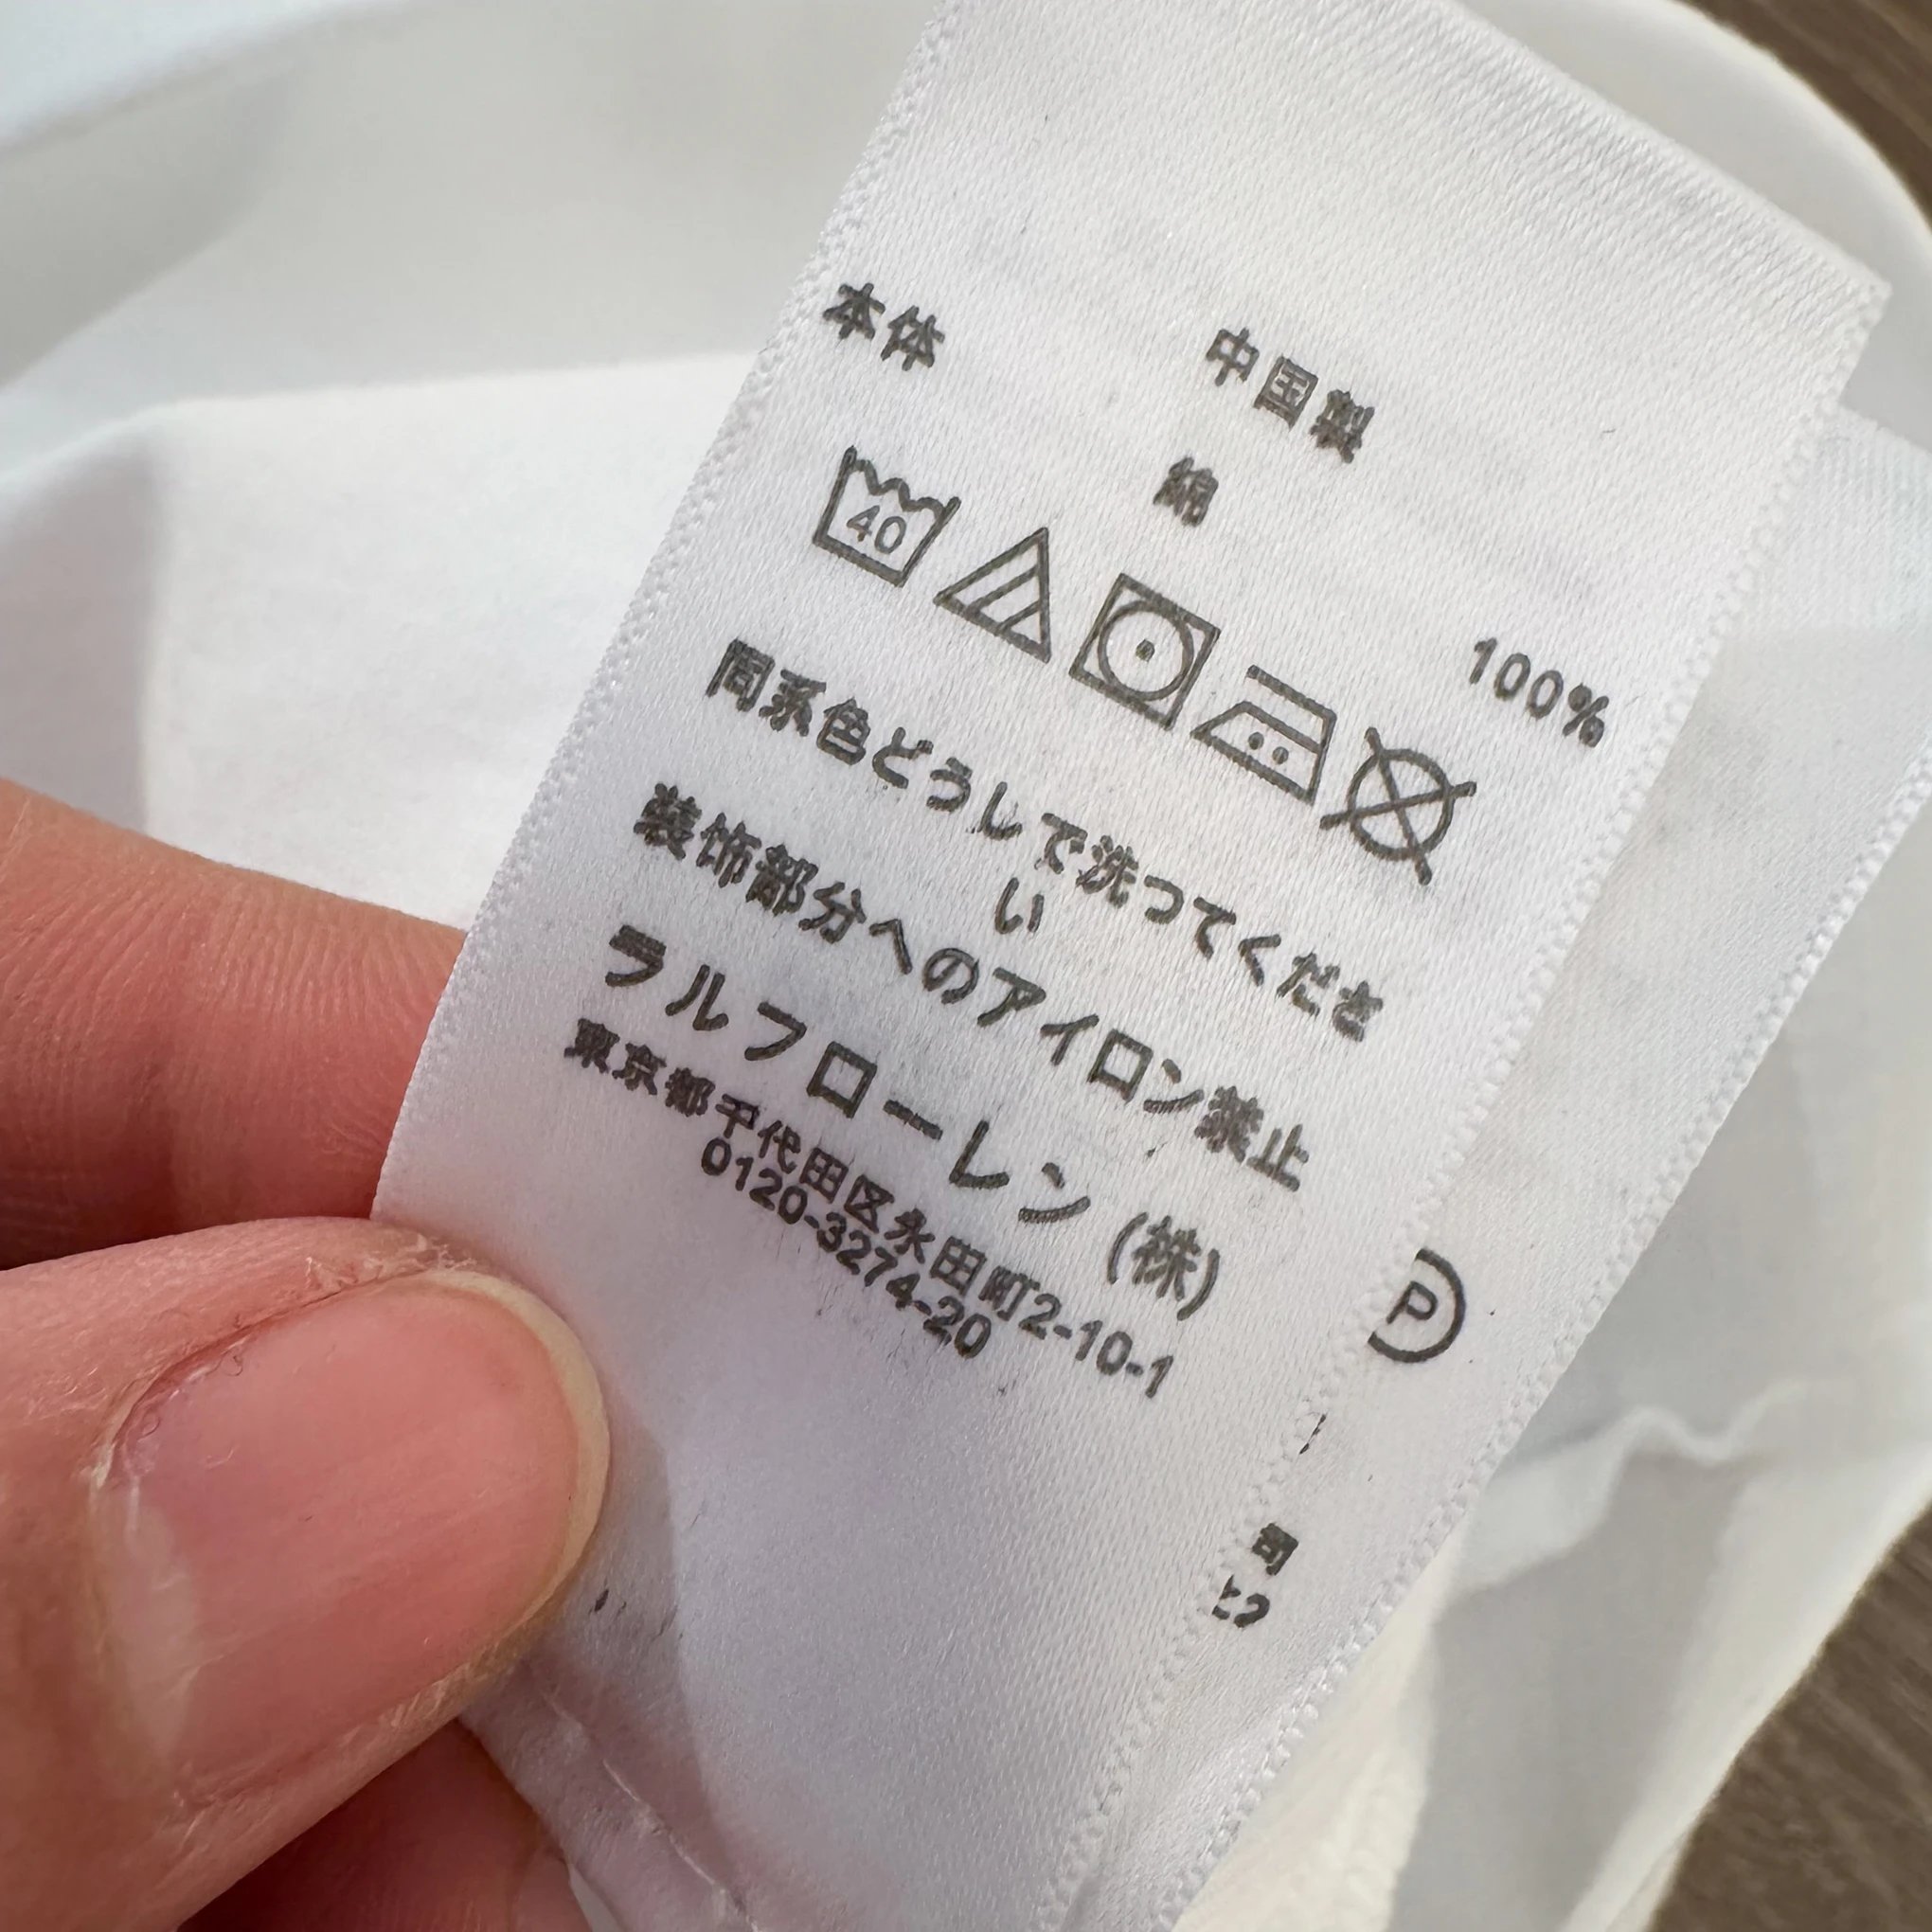 中国製
本体 綿 100%
40
同系色どうしで洗ってくださ
い
装飾部分へのアイロン禁止
ラルフローレン(株)
東京都千代田区永田町2-10-1
0120-3274-20
P